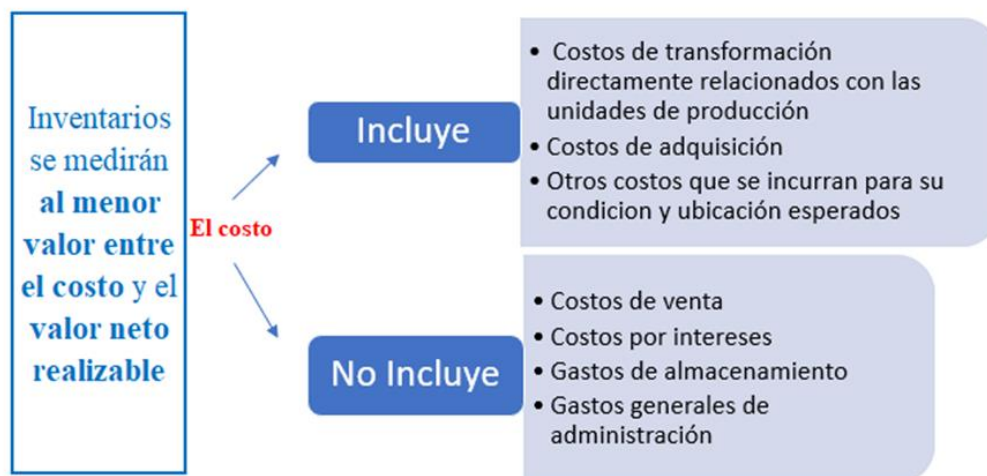 Inventarios
se medirán
al menor
valor entre
el costo y el
valor neto
realizable
El costo
Incluye
• Costos de transformación
directamente relacionados con las
unidades de producción
• Costos de adquisición
• Otros costos que se incurran para su
condicion y ubicación esperados
No Incluye
• Costos de venta
• Costos por intereses
• Gastos de almacenamiento
• Gastos generales de
administración